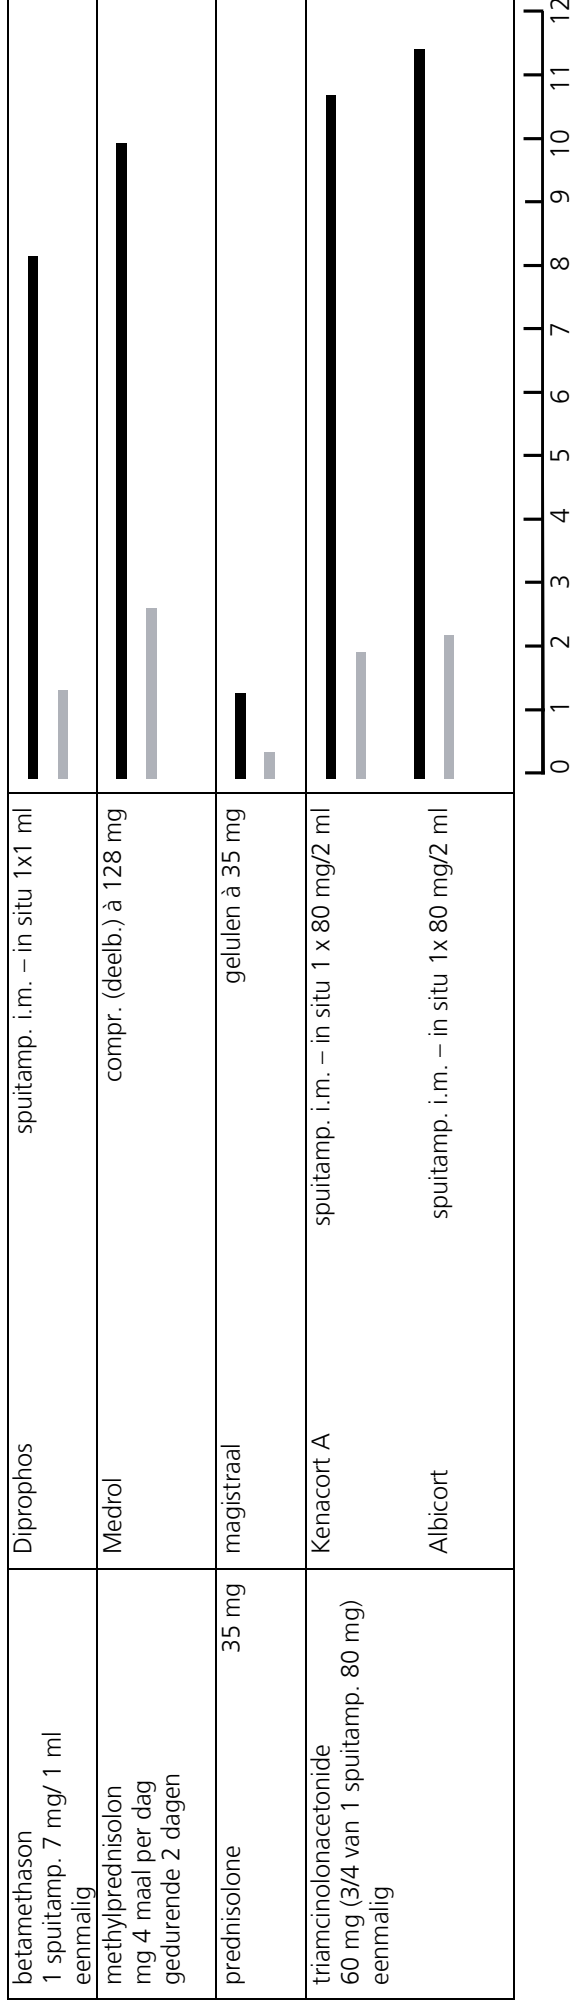 betamethason
1 spuitamp. 7 mg/ 1 ml
eenmalig
Diprophos
spuitamp. i.m. – in situ 1x1 ml
methylprednisolon
mg 4 maal per dag
gedurende 2 dagen
Medrol
compr. (deelb.) à 128 mg
prednisolone 35 mg
magistraal
gelulen à 35 mg
triamcinolonacetonide
60 mg (3/4 van 1 spuitamp. 80 mg)
eenmalig
Kenacort A
spuitamp. i.m. – in situ 1 x 80 mg/2 ml
Albicort
spuitamp. i.m. – in situ 1x 80 mg/2 ml
0 1 2 3 4 5 6 7 8 9 10 11 12